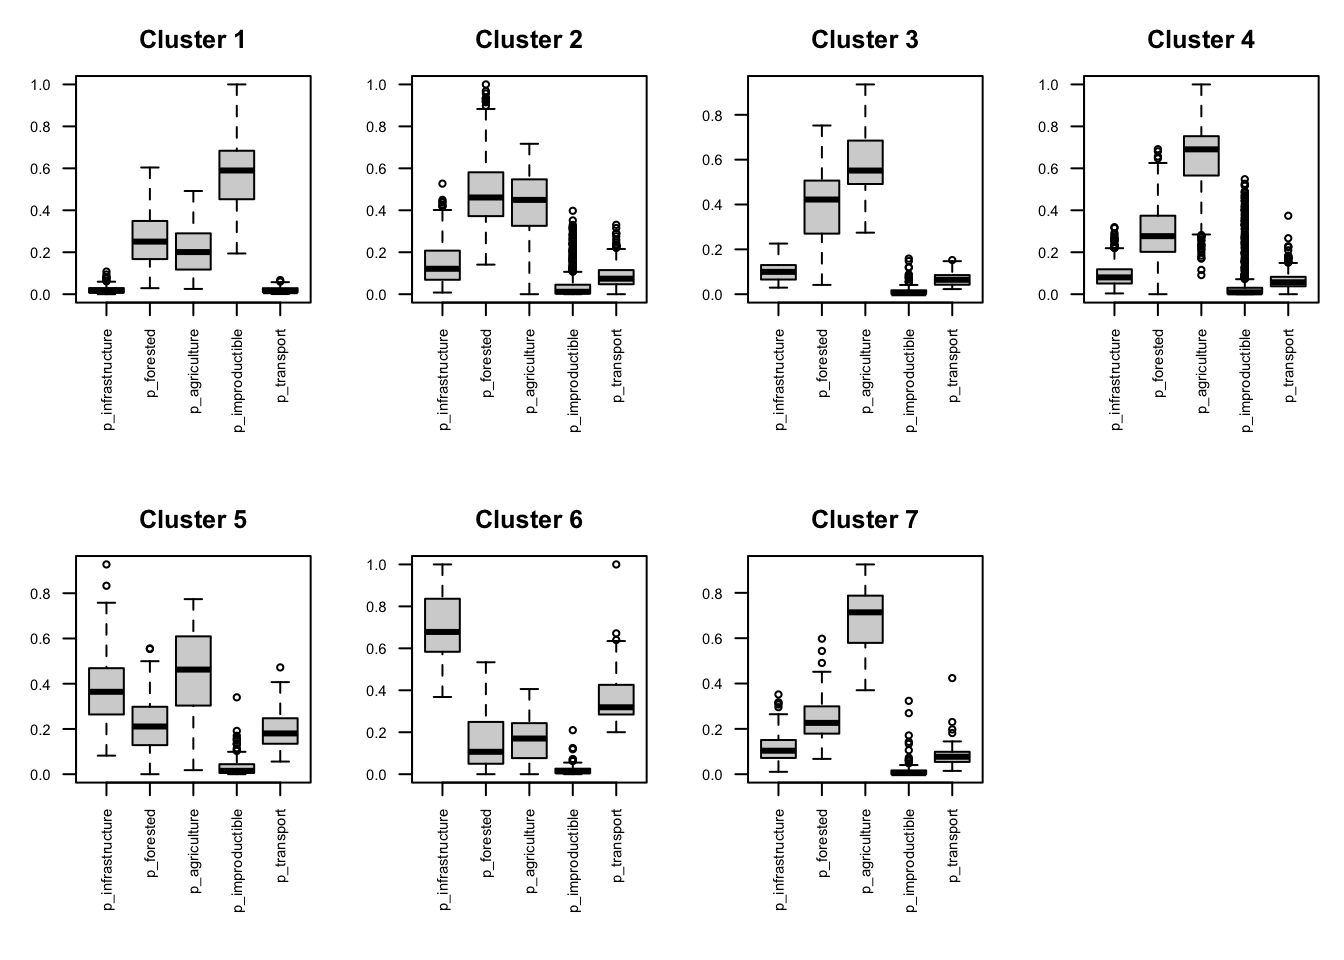 Cluster 1
1.0
0.8
0.6
0.4
0.2
0.0
p_infrastructure
p_forested
p_agriculture
p_improductible
p_transport
Cluster 2
1.0
0.8
0.6
0.4
0.2
0.0
p_infrastructure
p_forested
p_agriculture
p_improductible
p_transport
Cluster 3
0.8
0.6
0.4
0.2
0.0
p_infrastructure
p_forested
p_agriculture
p_improductible
p_transport
Cluster 4
1.0
0.8
0.6
0.4
0.2
0.0
p_infrastructure
p_forested
p_agriculture
p_improductible
p_transport
Cluster 5
0.8
0.6
0.4
0.2
0.0
p_infrastructure
p_forested
p_agriculture
p_improductible
p_transport
Cluster 6
1.0
0.8
0.6
0.4
0.2
0.0
p_infrastructure
p_forested
p_agriculture
p_improductible
p_transport
Cluster 7
0.8
0.6
0.4
0.2
0.0
p_infrastructure
p_forested
p_agriculture
p_improductible
p_transport